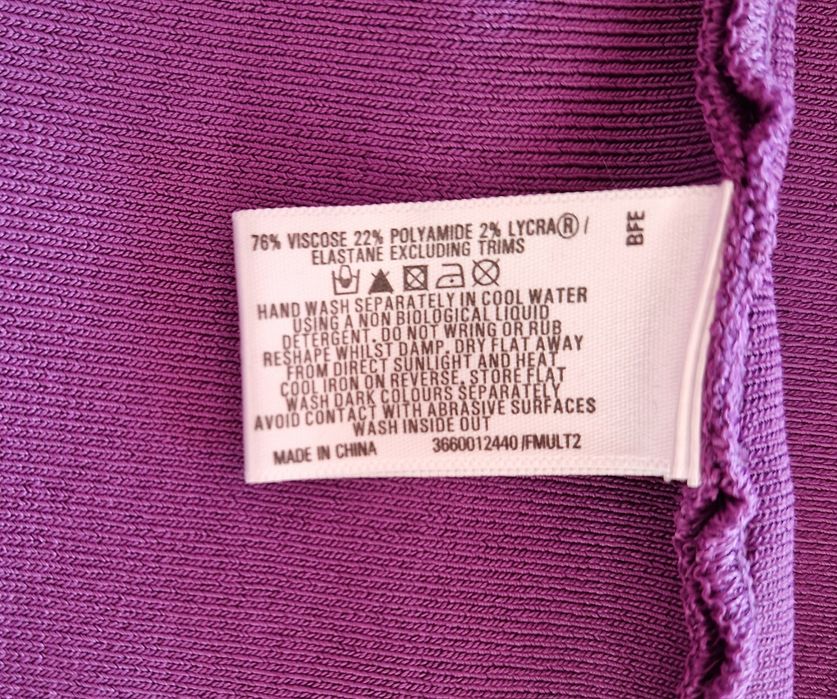 76% VISCOSE 22% POLYAMIDE 2% LYCRA® /
ELASTANE EXCLUDING TRIMS
HAND WASH SEPARATELY IN COOL WATER
USING A NON BIOLOGICAL LIQUID
DETERGENT. DO NOT WRING OR RUB
RESHAPE WHILST DAMP, DRY FLAT AWAY
FROM DIRECT SUNLIGHT AND HEAT
COOL IRON ON REVERSE, STORE FLAT
WASH DARK COLOURS SEPARATELY
AVOID CONTACT WITH ABRASIVE SURFACES
WASH INSIDE OUT
MADE IN CHINA 3660012440 /FMULT2
BFE